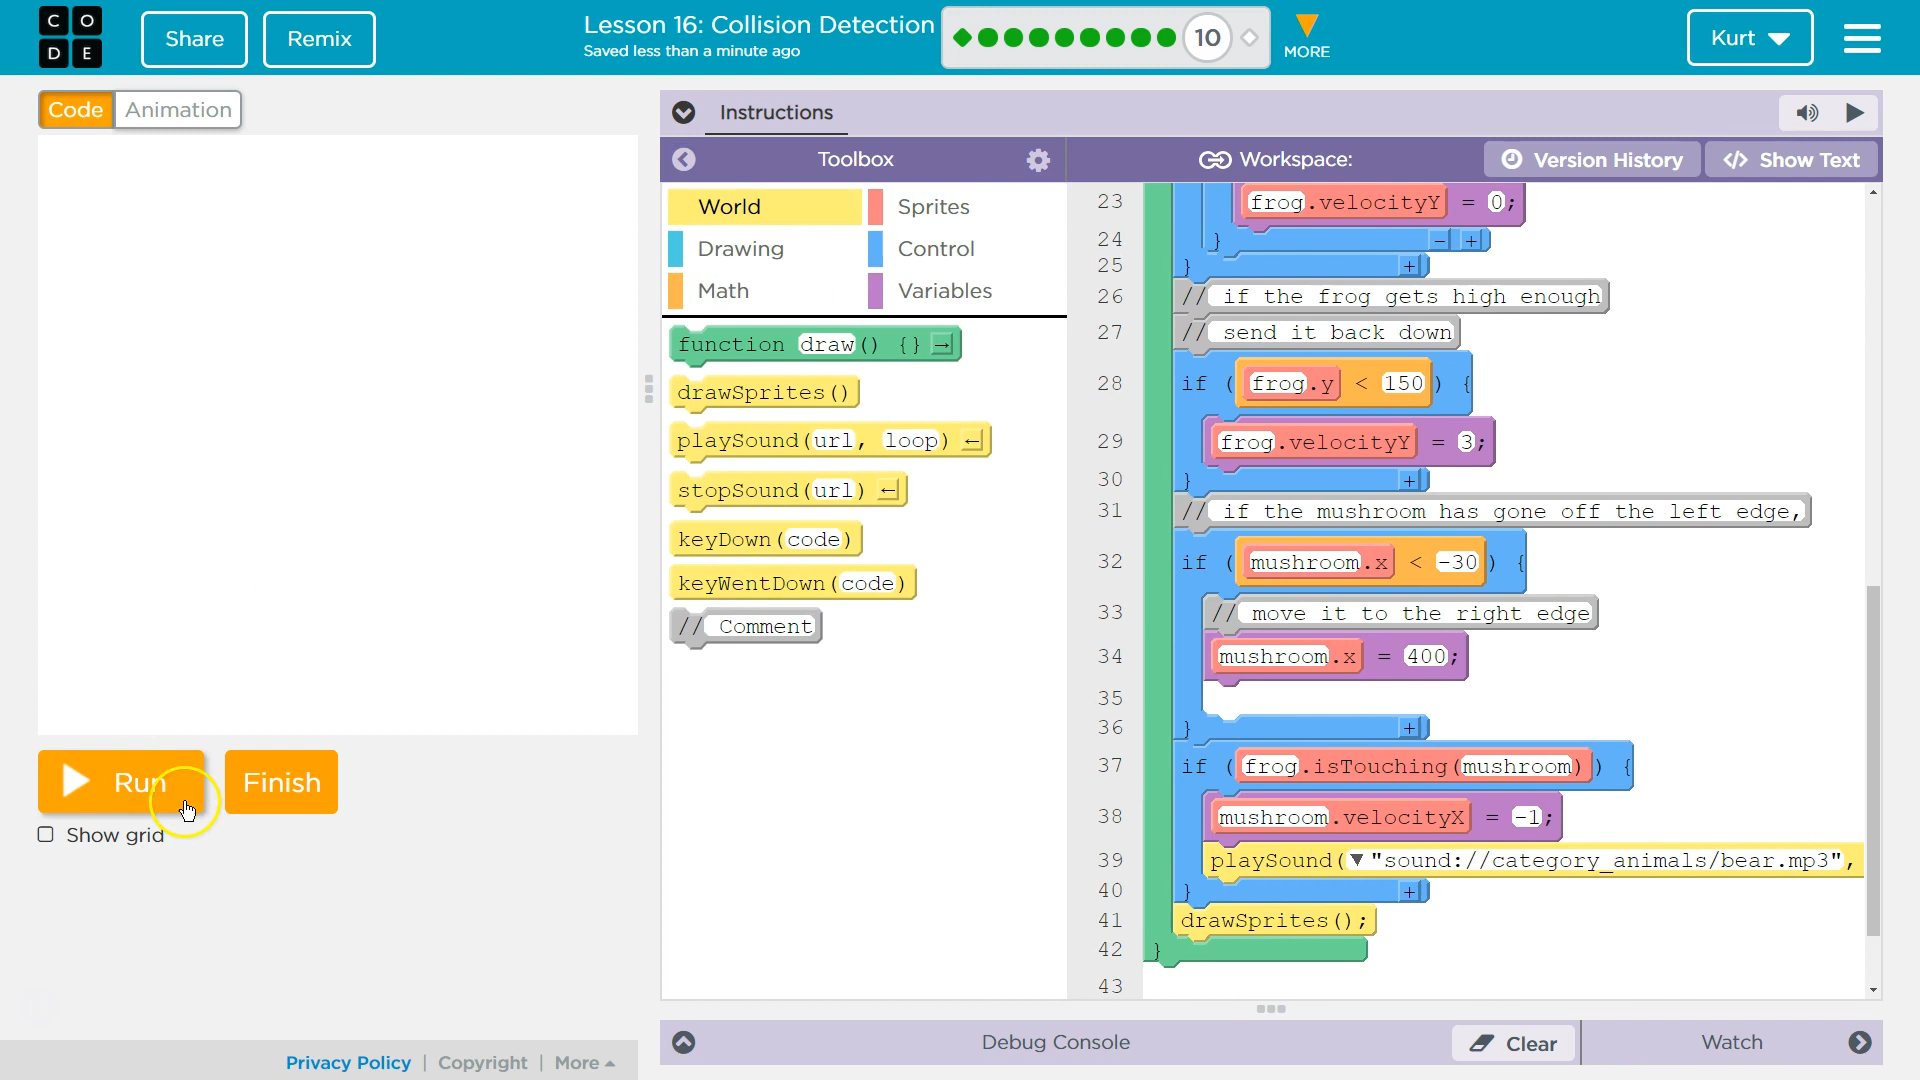 C O
D E
Share
Remix
Lesson 16: Collision Detection
Saved less than a minute ago
10
MORE
Kurt
Code
Animation
Instructions
Toolbox
Workspace:
Version History
</> Show Text
World
Sprites
Drawing
Control
Math
Variables
function draw() {} →
drawSprites()
playSound(url, loop) ←
stopSound(url) ←
keyDown(code)
keyWentDown(code)
// Comment
23 frog.velocityY = 0;
24 } - +
25 } +
26 // if the frog gets high enough
27 // send it back down
28 if ( frog.y < 150 ) {
29 frog.velocityY = 3;
30 } +
31 // if the mushroom has gone off the left edge,
32 if ( mushroom.x < -30 ) {
33 // move it to the right edge
34 mushroom.x = 400;
35
36 } +
37 if ( frog.isTouching(mushroom) ) {
38 mushroom.velocityX = -1;
39 playSound(▼"sound://category_animals/bear.mp3",
40 } +
41 drawSprites();
42 }
43
Run
Finish
Show grid
Debug Console
Clear
Watch
Privacy Policy | Copyright | More